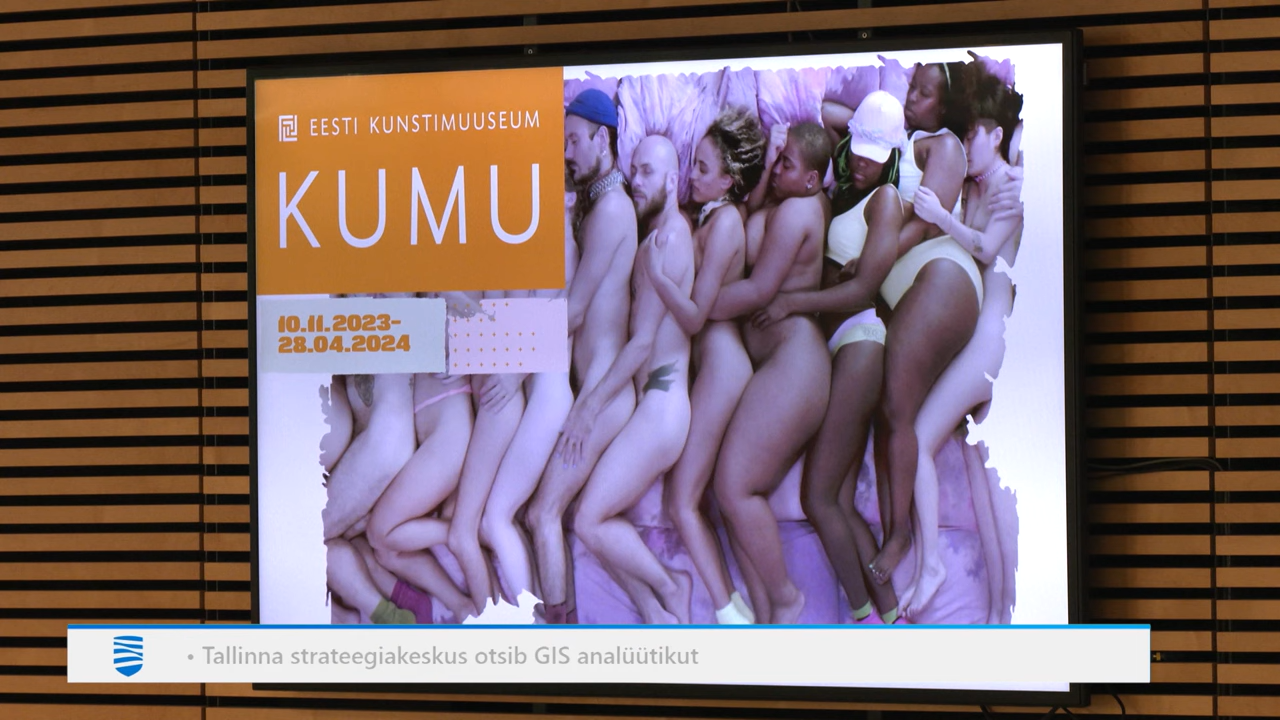 EESTI KUNSTIMUUSEUM
KUMU
10.11.2023-
28.04.2024
• Tallinna strateegiakeskus otsib GIS analüütikut